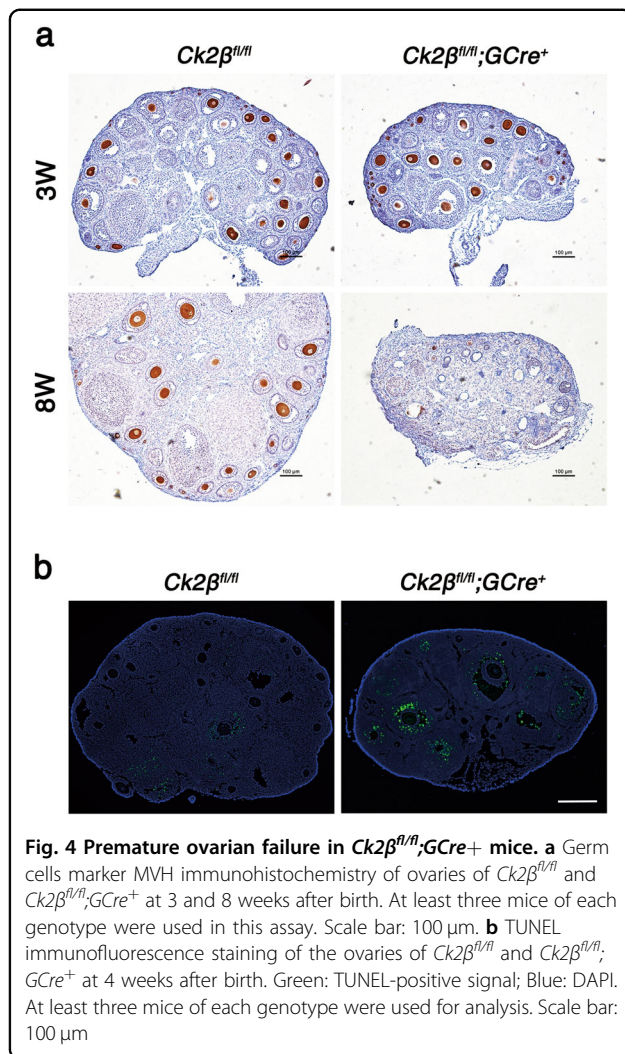 a
Ck2β^fl/fl Ck2β^fl/fl;GCre⁺
3W
100 μm 100 μm
8W
100 μm 100 μm
b
Ck2β^fl/fl Ck2β^fl/fl;GCre⁺
Fig. 4 Premature ovarian failure in Ck2β^fl/fl;GCre+ mice. a Germ
cells marker MVH immunohistochemistry of ovaries of Ck2β^fl/fl and
Ck2β^fl/fl;GCre⁺ at 3 and 8 weeks after birth. At least three mice of each
genotype were used in this assay. Scale bar: 100 μm. b TUNEL
immunofluorescence staining of the ovaries of Ck2β^fl/fl and Ck2β^fl/fl;
GCre⁺ at 4 weeks after birth. Green: TUNEL-positive signal; Blue: DAPI.
At least three mice of each genotype were used for analysis. Scale bar:
100 μm